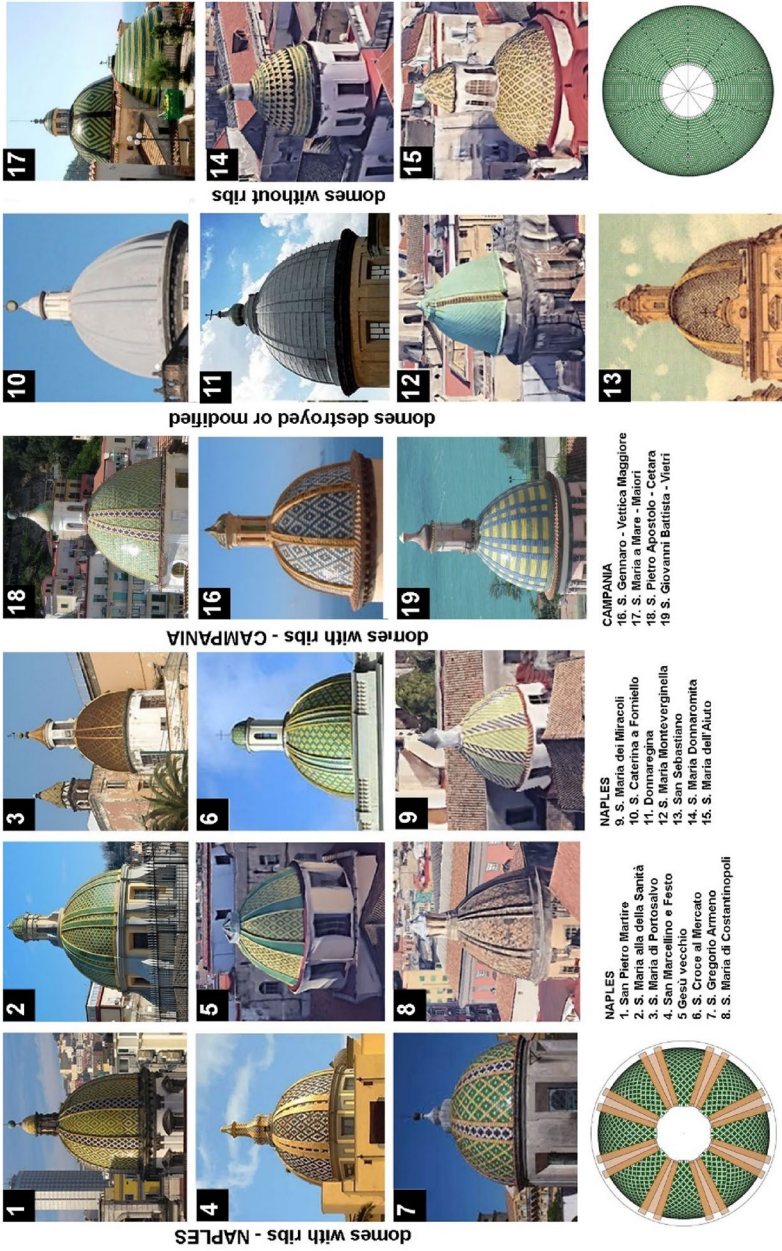 domes with ribs - NAPLES
1
2
3
4
5
6
7
8
9
domes with ribs - CAMPANIA
18
16
19
domes destroyed or modified
10
11
12
13
domes without ribs
17
14
15
NAPLES
1. San Pietro Martire
2. S. Maria alla della Sanità
3. S. Maria di Portosalvo
4. San Marcellino e Festo
5 Gesù vecchio
6. S. Croce al Mercato
7. S. Gregorio Armeno
8. S. Maria di Costantinopoli
NAPLES
9. S. Maria dei Miracoli
10. S. Caterina a Forniello
11. Donnaregina
12 S. Maria Monteverginella
13. San Sebastiano
14. S. Maria Donnaromita
15. S. Maria dell'Aiuto
CAMPANIA
16. S. Gennaro - Vettica Maggiore
17. S. Maria a Mare - Maiori
18. S. Pietro Apostolo - Cetara
19 S. Giovanni Battista - Vietri